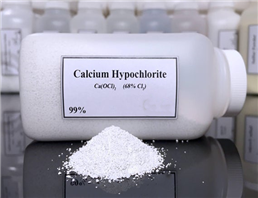 Calcium Hypochlorite
Ca(OCl)₂ (68% Cl₂)
99%